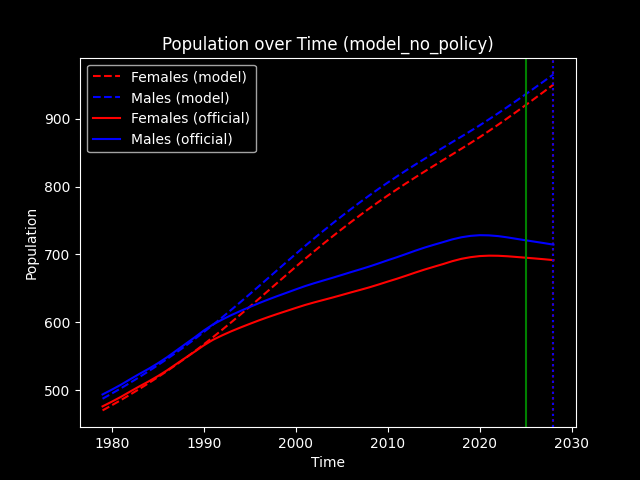 Population over Time (model_no_policy)
Females (model)
Males (model)
Females (official)
Males (official)
900
800
700
600
500
Population
1980 1990 2000 2010 2020 2030
Time